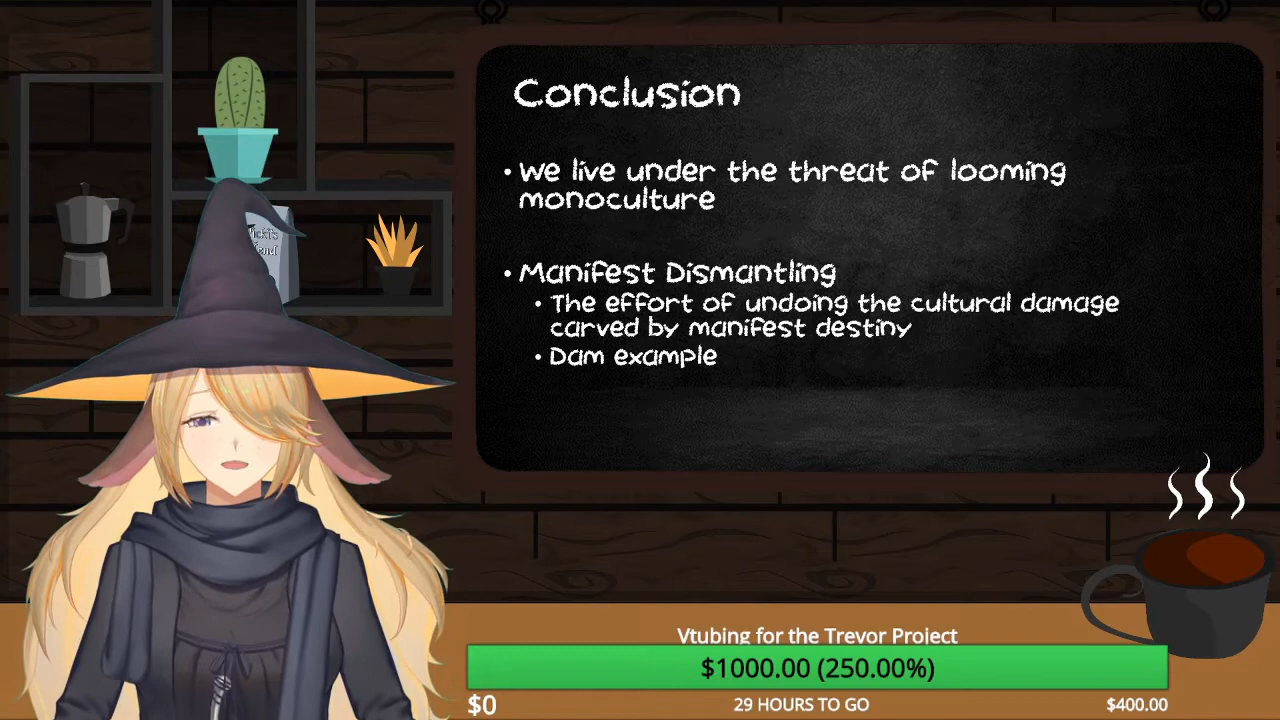 Conclusion
• We live under the threat of looming
monoculture
• Manifest Dismantling
• The effort of undoing the cultural damage
carved by manifest destiny
• Dam example
Vtubing for the Trevor Project
$1000.00 (250.00%)
$0
29 HOURS TO GO
$400.00